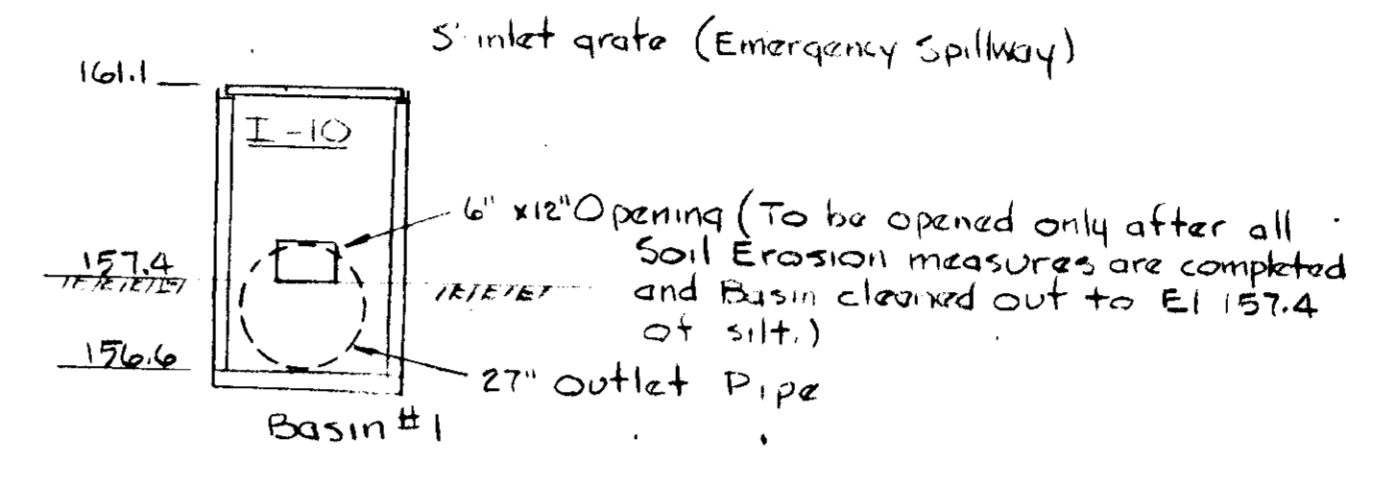 5' inlet grate (Emergency Spillway)
161.1
I-10
6" x12" Opening (To be opened only after all
Soil Erosion measures are completed
and Basin cleaned out to El 157.4
of silt.)
157.4
156.6
27" Outlet Pipe
Basin #1